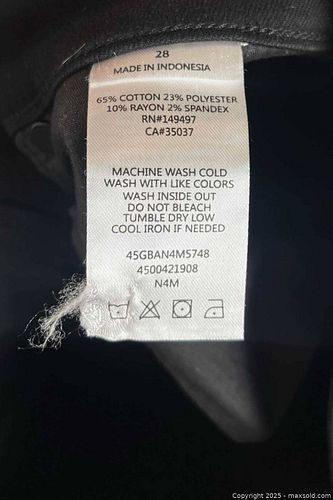 28
MADE IN INDONESIA
65% COTTON 23% POLYESTER
10% RAYON 2% SPANDEX
RN#149497
CA#35037
MACHINE WASH COLD
WASH WITH LIKE COLORS
WASH INSIDE OUT
DO NOT BLEACH
TUMBLE DRY LOW
COOL IRON IF NEEDED
45GBAN4M5748
4500421908
N4M
Copyright © 2025 - maxsold.com